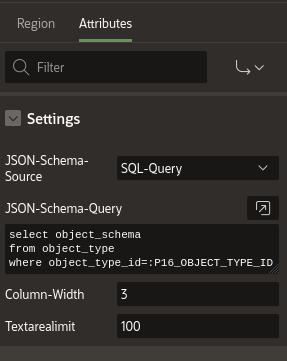 Region Attributes
Filter
Settings
JSON-Schema-
Source
SQL-Query
JSON-Schema-Query
select object_schema
from object_type
where object_type_id=:P16_OBJECT_TYPE_ID
Column-Width 3
Textarealimit 100